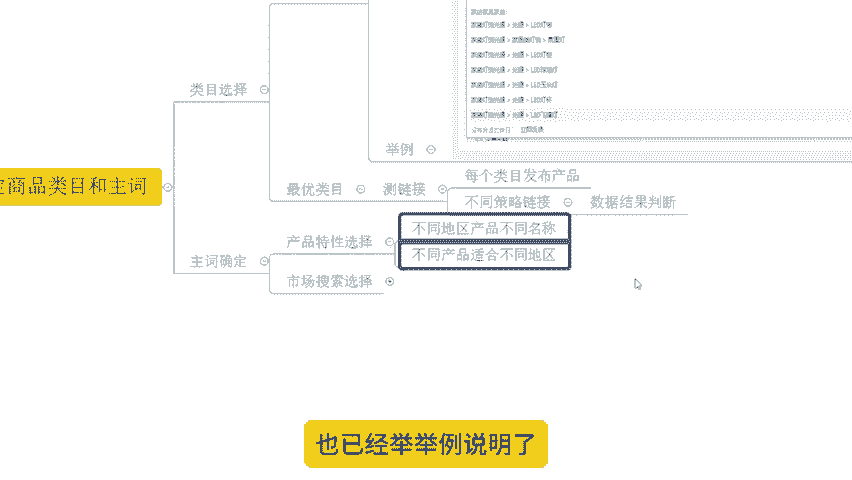 类目选择
举例
定商品类目和主词
最优类目
测链接
每个类目发布产品
不同策略链接
数据结果判断
主词确定
产品特性选择
不同地区产品不同名称
不同产品适合不同地区
市场搜索选择
也已经举举例说明了